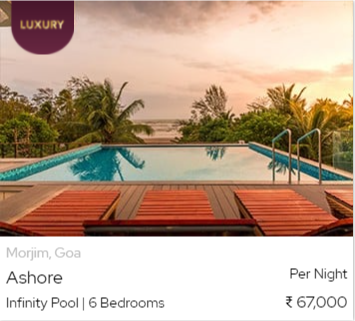 LUXURY
Morjim, Goa
Ashore
Per Night
Infinity Pool | 6 Bedrooms
₹ 67,000